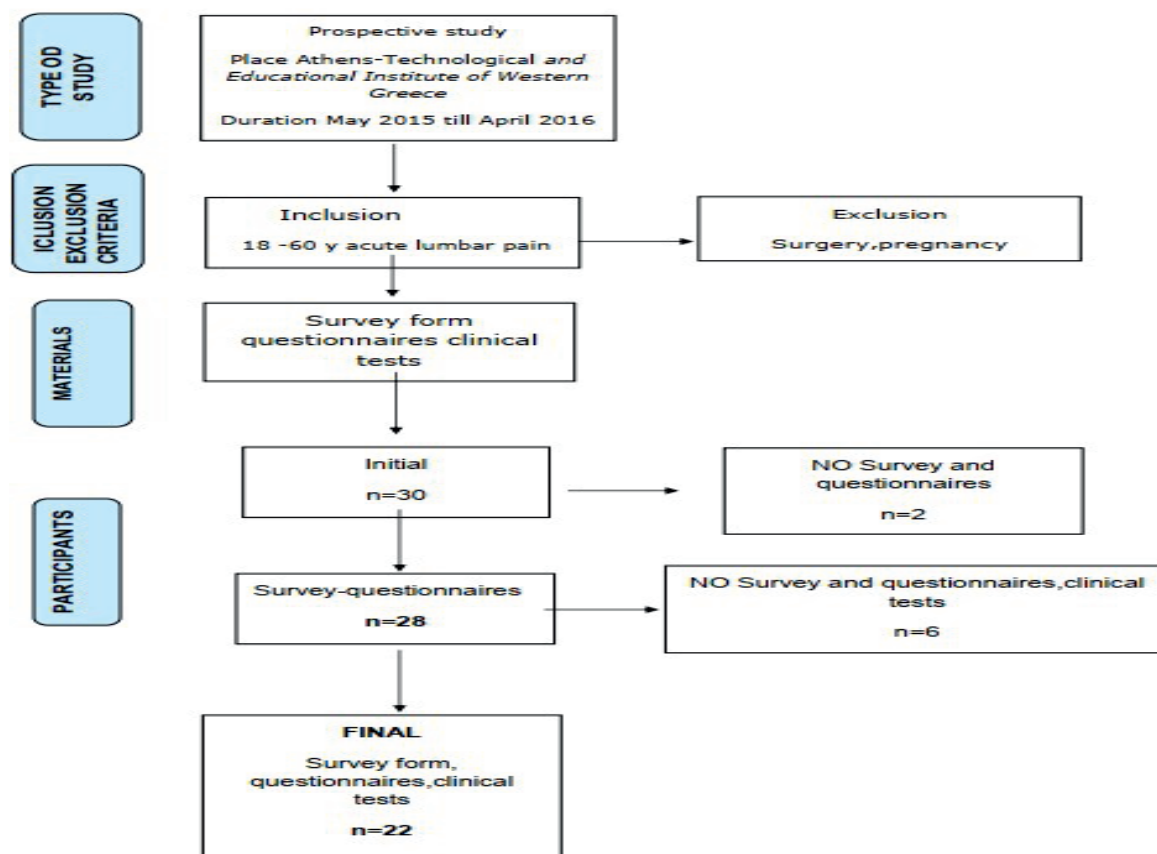 TYPE OD
STUDY
Prospective study
Place Athens-Technological and
Educational Institute of Western
Greece
Duration May 2015 till April 2016
ICLUSION
EXCLUSION
CRITERIA
Inclusion
18 -60 y acute lumbar pain
Exclusion
Surgery,pregnancy
MATERIALS
Survey form
questionnaires clinical
tests
PARTICIPANTS
Initial
n=30
NO Survey and
questionnaires
n=2
Survey-questionnaires
n=28
NO Survey and questionnaires,clinical
tests
n=6
FINAL
Survey form,
questionnaires,clinical
tests
n=22